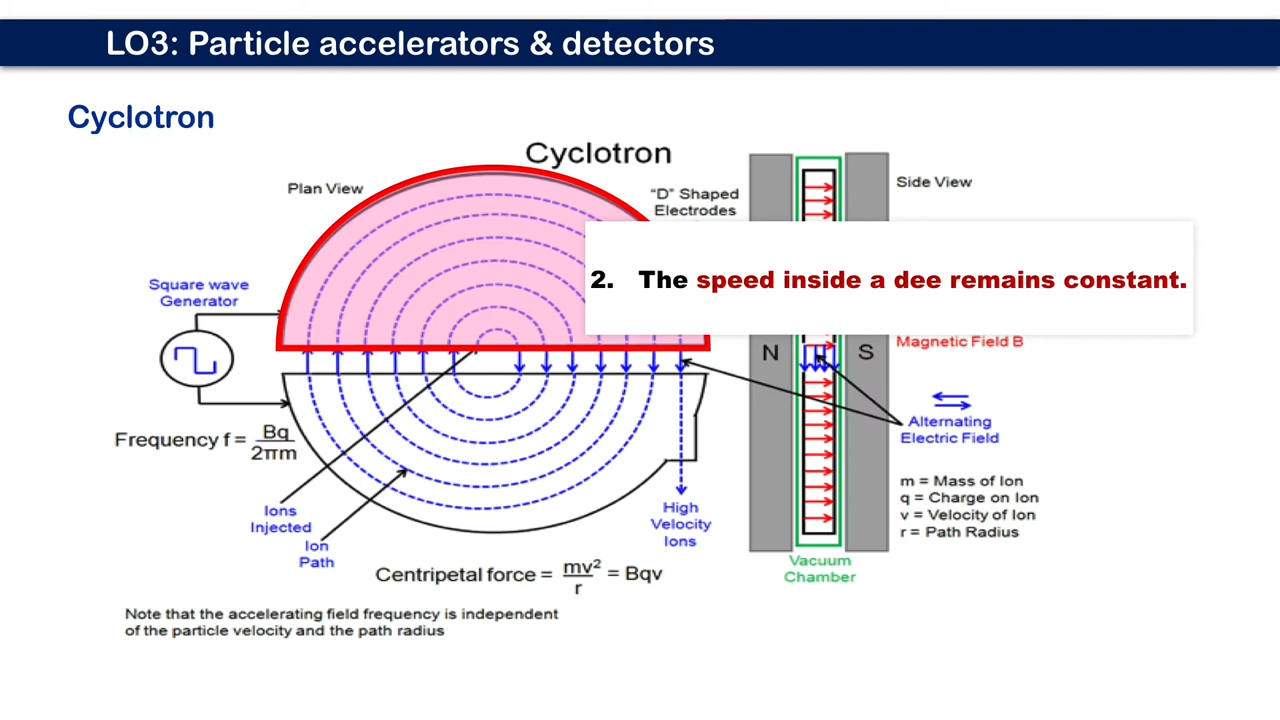 LO3: Particle accelerators & detectors
Cyclotron
Cyclotron
Plan View
"D" Shaped
Electrodes
Side View
2. The speed inside a dee remains constant.
Square wave
Generator
N
S
Magnetic Field B
Alternating
Electric Field
Frequency f = Bq
2πm
m = Mass of Ion
q = Charge on Ion
v = Velocity of Ion
r = Path Radius
Ions
Injected
Ion
Path
High
Velocity
Ions
Vacuum
Chamber
Centripetal force = mv² = Bqv
r
Note that the accelerating field frequency is independent
of the particle velocity and the path radius